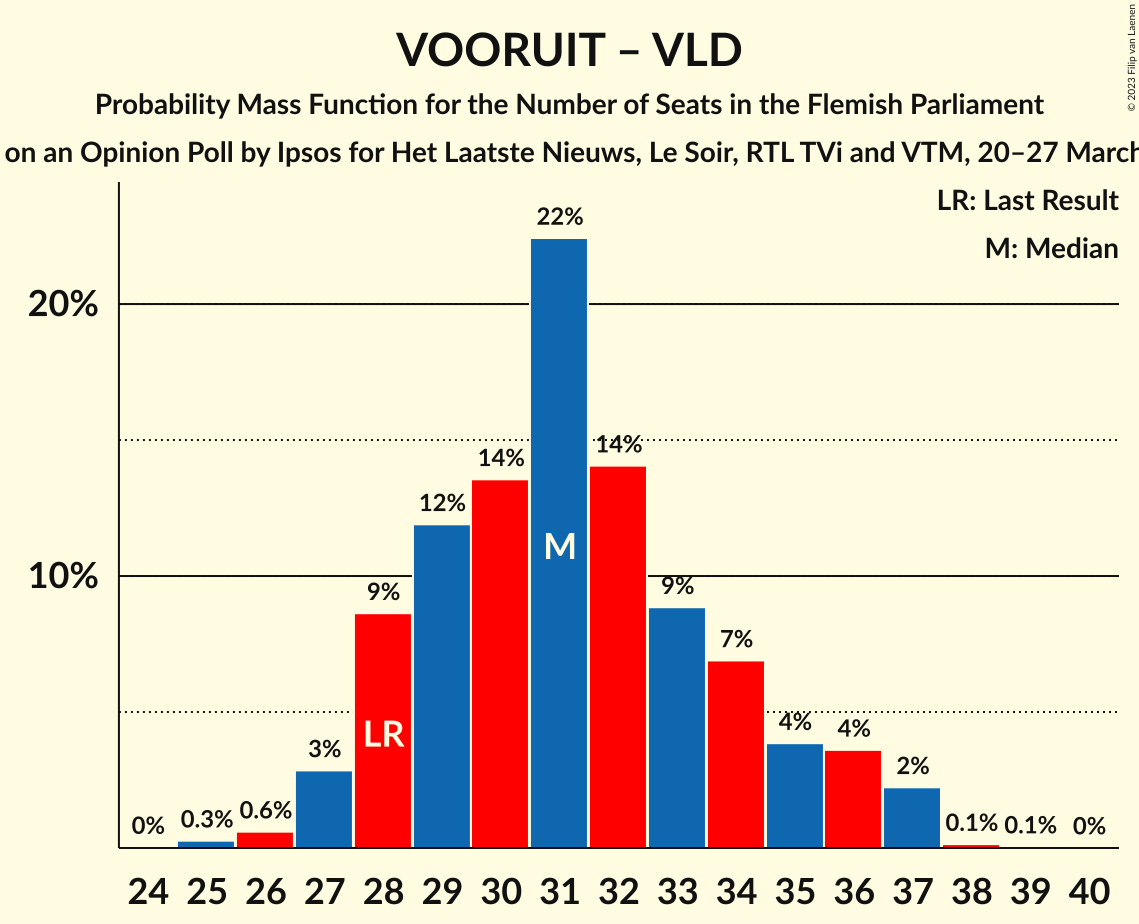 VOORUIT – VLD
Probability Mass Function for the Number of Seats in the Flemish Parliament
on an Opinion Poll by Ipsos for Het Laatste Nieuws, Le Soir, RTL TVi and VTM, 20–27 March
© 2023 Filip van Laenen
LR: Last Result
M: Median
22%
20%
14%
14%
12%
M
10%
9%
9%
7%
LR
4%
4%
3%
2%
0% 0.3% 0.6% 0.1% 0.1% 0%
24 25 26 27 28 29 30 31 32 33 34 35 36 37 38 39 40